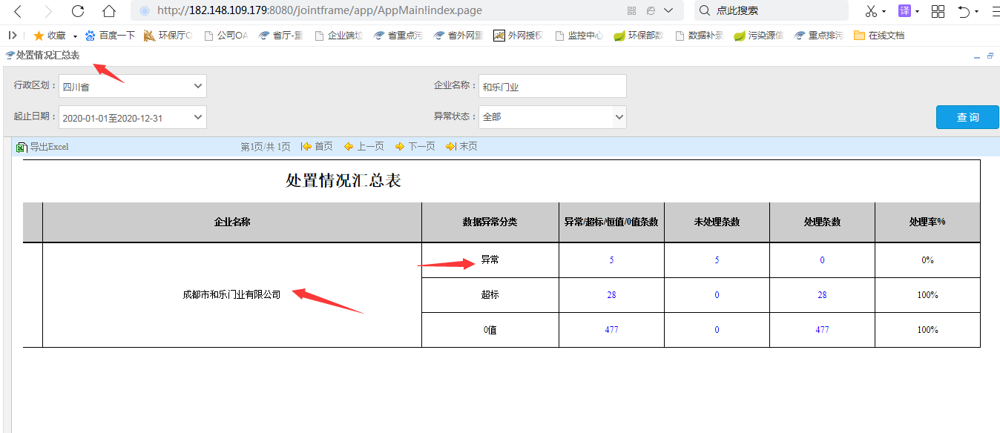 http://182.148.109.179:8080/jointframe/app/AppMain!index.page 点此搜索 译
收藏 百度一下 环保厅O 公司OA 省厅-重 企业端 省重点污 省外网重 外网授权 监控中心 环保部数 数据补录 污染源信 重点排污 在线文档
处置情况汇总表
行政区划： 四川省 企业名称： 和乐门业
起止日期： 2020-01-01至2020-12-31 异常状态： 全部 查 询
导出Excel 第1页/共 1页 首页 上一页 下一页 末页
处置情况汇总表
企业名称 数据异常分类 异常/超标/恒值/0值条数 未处理条数 处理条数 处理率%
异常 5 5 0 0%
成都市和乐门业有限公司 超标 28 0 28 100%
0值 477 0 477 100%